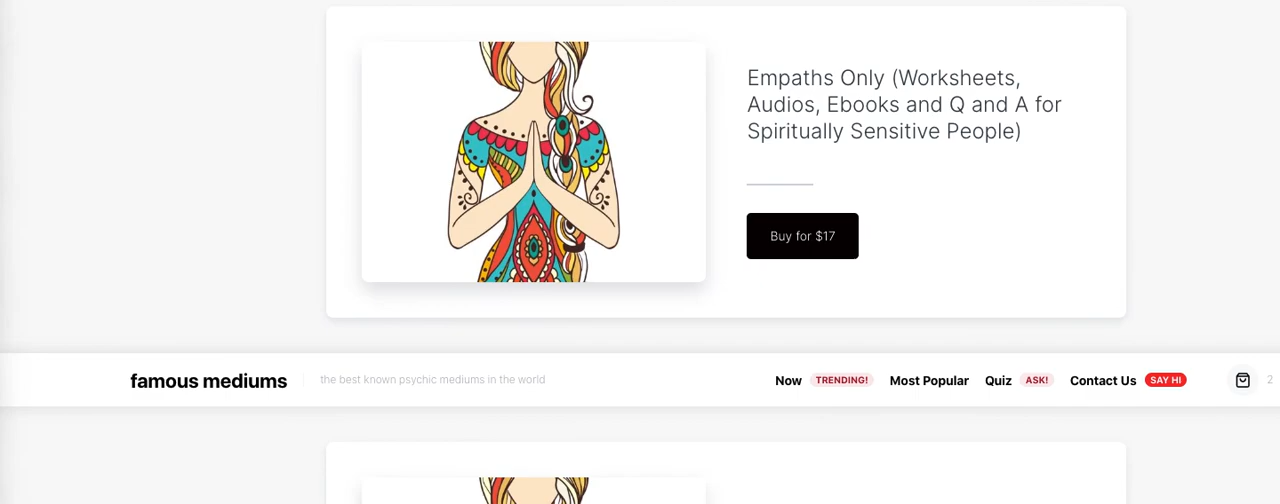 Empaths Only (Worksheets,
Audios, Ebooks and Q and A for
Spiritually Sensitive People)
Buy for $17
famous mediums
the best known psychic mediums in the world
Now TRENDING! Most Popular Quiz ASK! Contact Us SAY HI 2